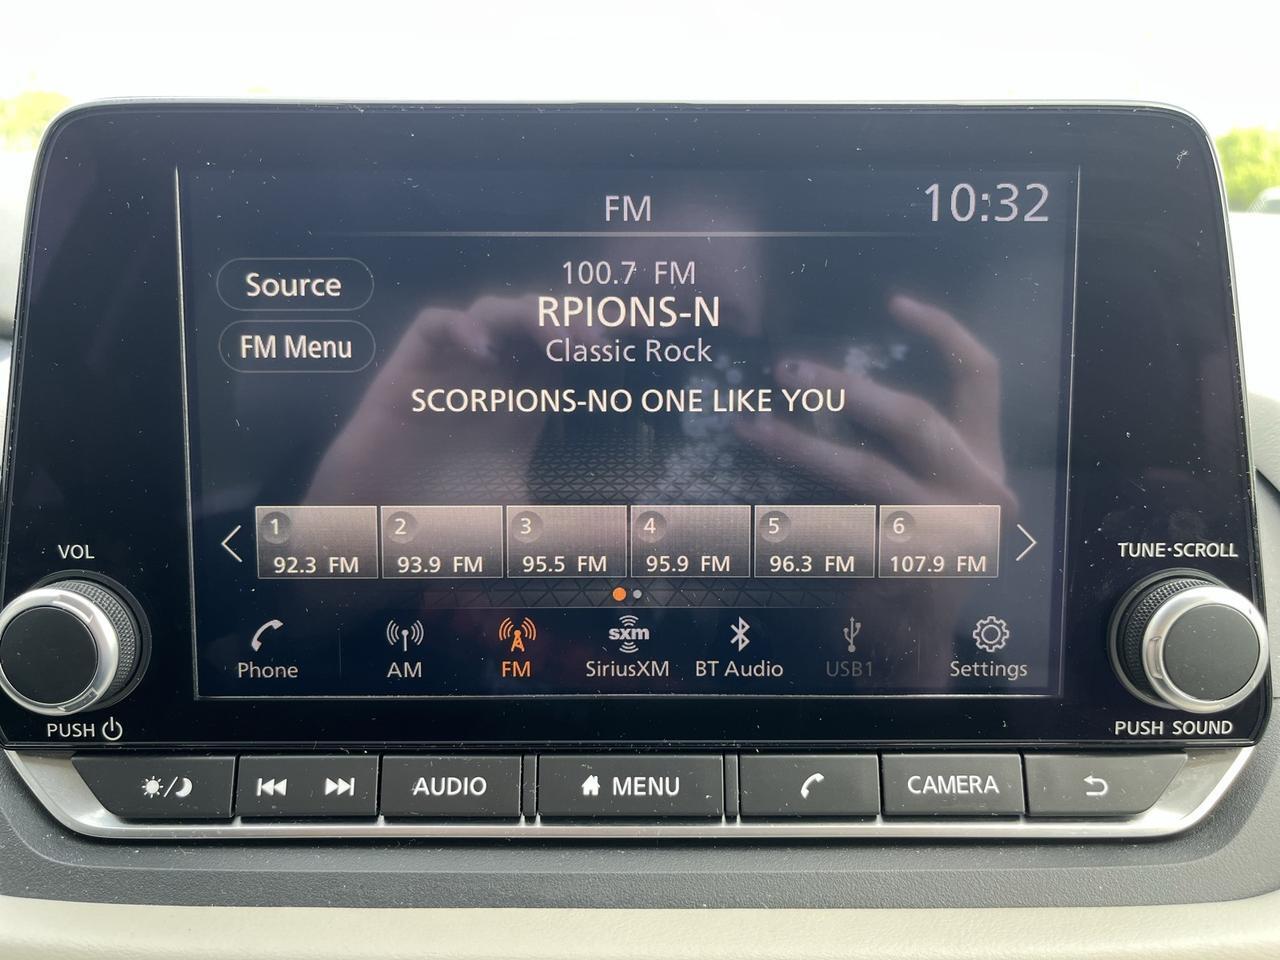 FM
10:32
Source
100.7 FM
RPIONS-N
FM Menu
Classic Rock
SCORPIONS-NO ONE LIKE YOU
1 2 3 4 5 6
92.3 FM 93.9 FM 95.5 FM 95.9 FM 96.3 FM 107.9 FM
VOL
TUNE·SCROLL
sxm
Phone AM FM SiriusXM BT Audio USB1 Settings
PUSH
PUSH SOUND
AUDIO MENU CAMERA